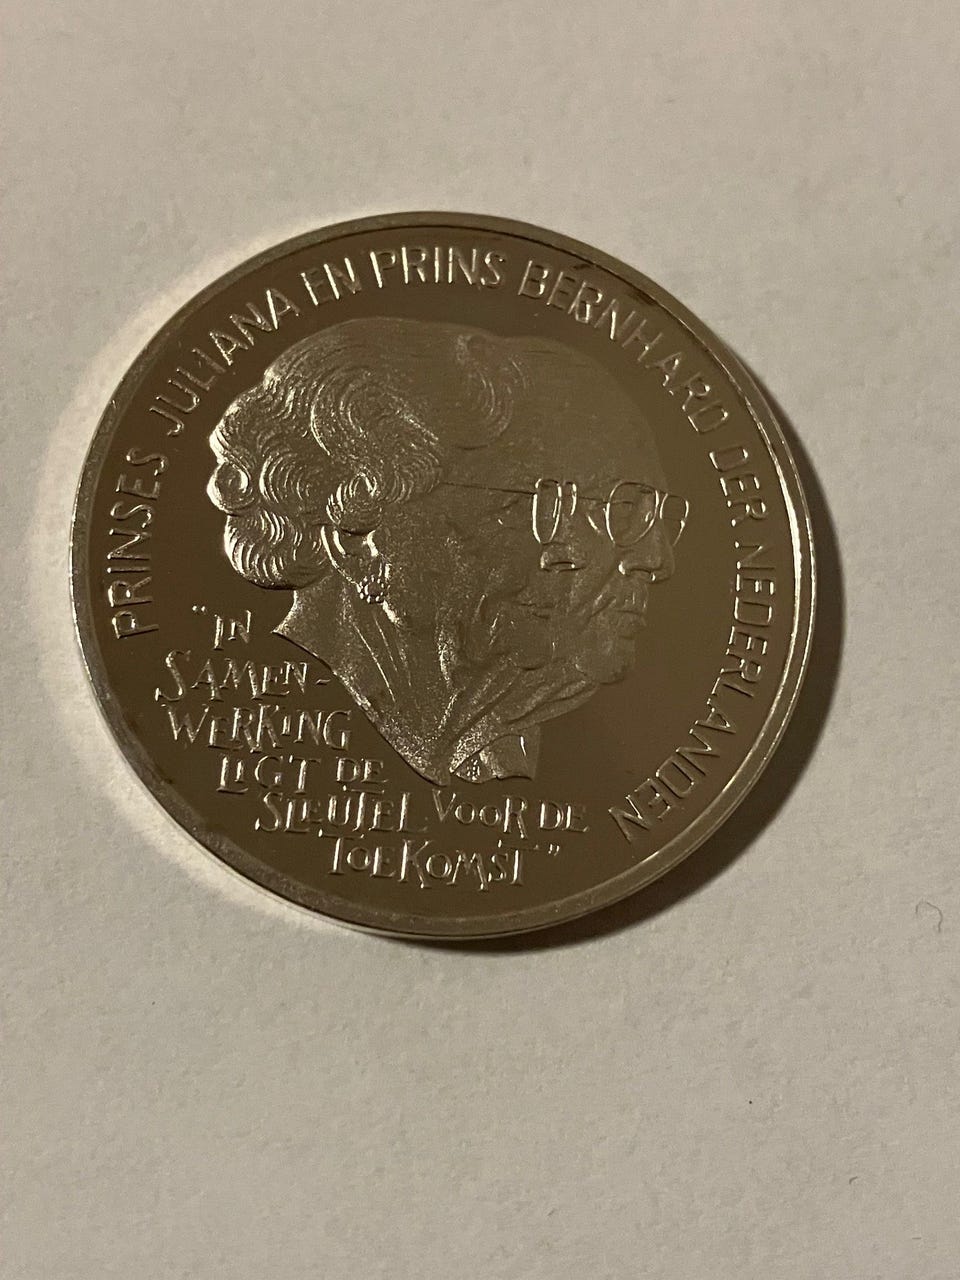 PRINSES JULIANA EN PRINS BERNHARD DER NEDERLANDEN
"IN
SAMEN-
WERKING
LIGT DE
SLEUTEL VOOR DE
TOEKOMST"